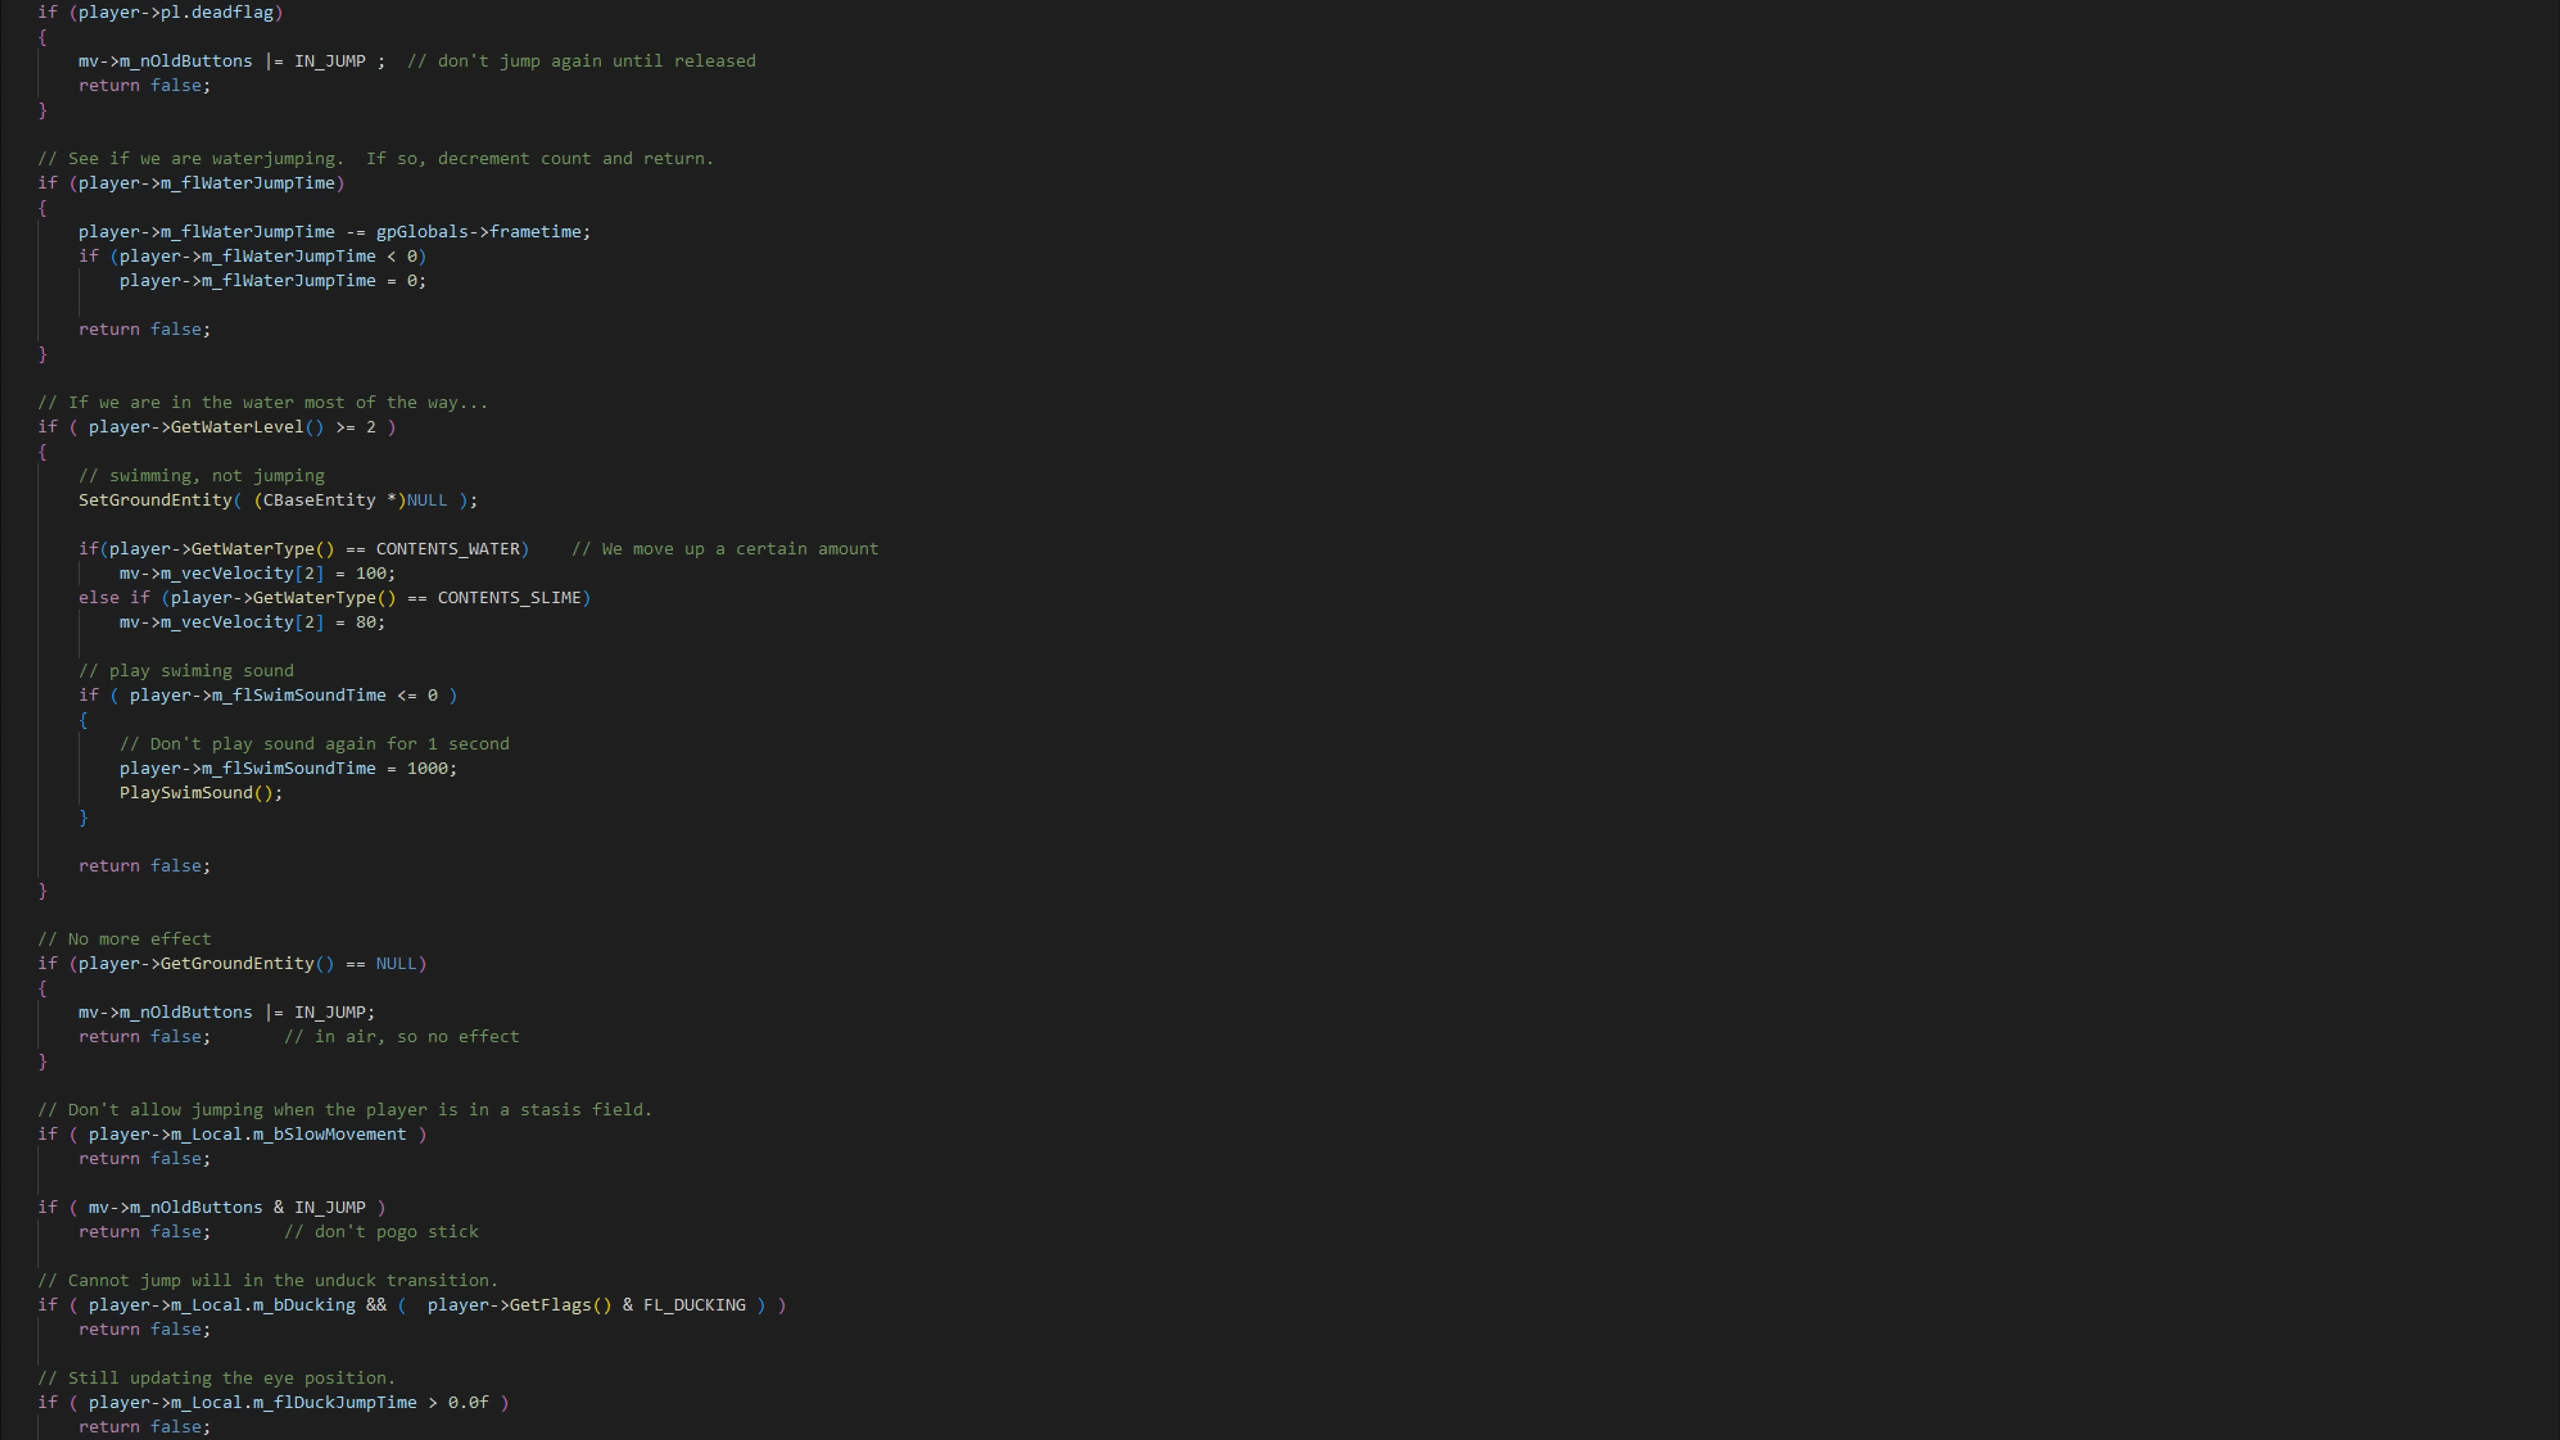 if (player->pl.deadflag)
{
mv->m_nOldButtons |= IN_JUMP ;  // don't jump again until released
return false;
}
// See if we are waterjumping.  If so, decrement count and return.
if (player->m_flWaterJumpTime)
{
player->m_flWaterJumpTime -= gpGlobals->frametime;
if (player->m_flWaterJumpTime < 0)
player->m_flWaterJumpTime = 0;
return false;
}
// If we are in the water most of the way...
if ( player->GetWaterLevel() >= 2 )
{
// swimming, not jumping
SetGroundEntity( (CBaseEntity *)NULL );
if(player->GetWaterType() == CONTENTS_WATER)    // We move up a certain amount
mv->m_vecVelocity[2] = 100;
else if (player->GetWaterType() == CONTENTS_SLIME)
mv->m_vecVelocity[2] = 80;
// play swiming sound
if ( player->m_flSwimSoundTime <= 0 )
{
// Don't play sound again for 1 second
player->m_flSwimSoundTime = 1000;
PlaySwimSound();
}
return false;
}
// No more effect
if (player->GetGroundEntity() == NULL)
{
mv->m_nOldButtons |= IN_JUMP;
return false;       // in air, so no effect
}
// Don't allow jumping when the player is in a stasis field.
if ( player->m_Local.m_bSlowMovement )
return false;
if ( mv->m_nOldButtons & IN_JUMP )
return false;       // don't pogo stick
// Cannot jump will in the unduck transition.
if ( player->m_Local.m_bDucking && (  player->GetFlags() & FL_DUCKING ) )
return false;
// Still updating the eye position.
if ( player->m_Local.m_flDuckJumpTime > 0.0f )
return false;